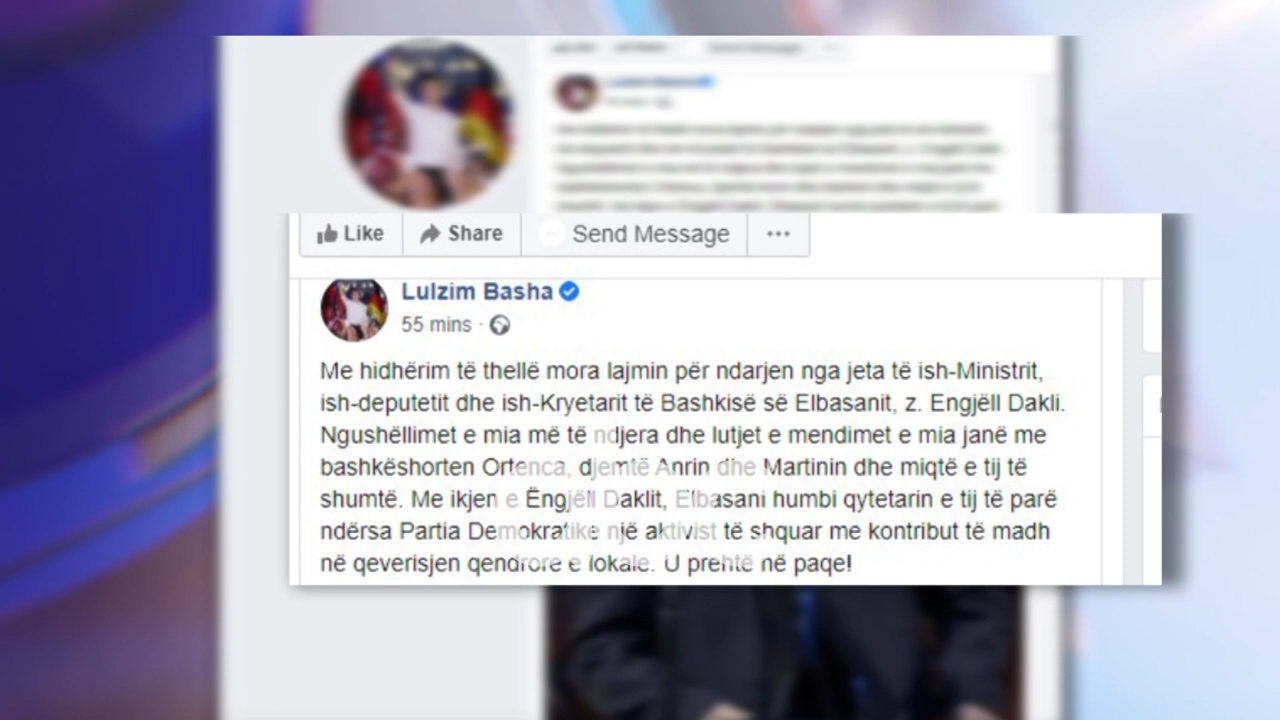 Like Share Send Message ...
Lulzim Basha
55 mins ·
Me hidhërim të thellë mora lajmin për ndarjen nga jeta të ish-Ministrit,
ish-deputetit dhe ish-Kryetarit të Bashkisë së Elbasanit, z. Engjëll Dakli.
Ngushëllimet e mia më të ndjera dhe lutjet e mendimet e mia janë me
bashkëshorten Ortenca, djemtë Anrin dhe Martinin dhe miqtë e tij të
shumtë. Me ikjen e Ëngjëll Daklit, Elbasani humbi qytetarin e tij të parë
ndërsa Partia Demokratike një aktivist të shquar me kontribut të madh
në qeverisjen qendrore e lokale. U prehtë në paqe!